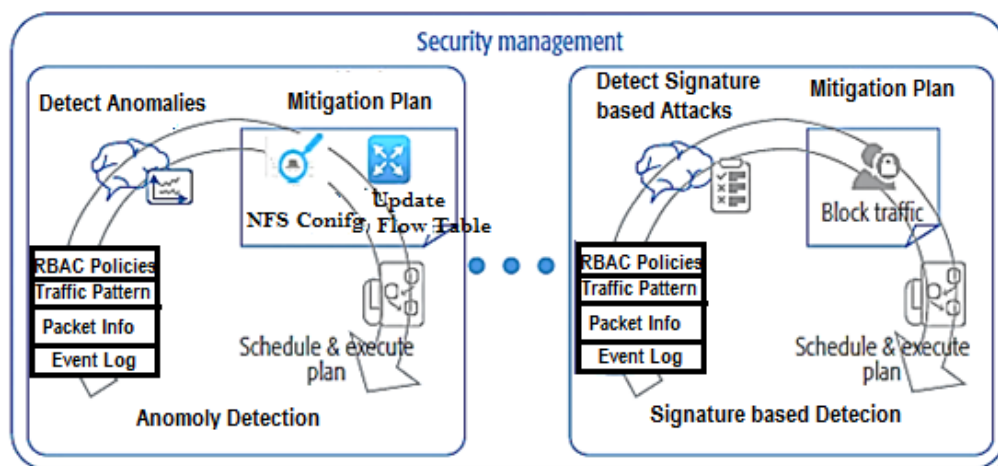 Security management
Detect Anomalies
Mitigation Plan
NFS Conifg
Update
, Flow Table
RBAC Policies
Traffic Pattern
Packet Info
Event Log
Schedule & execute
plan
Anomoly Detection
Detect Signature
based Attacks
Mitigation Plan
Block traffic
RBAC Policies
Traffic Pattern
Packet Info
Event Log
Schedule & execute
plan
Signature based Detecion